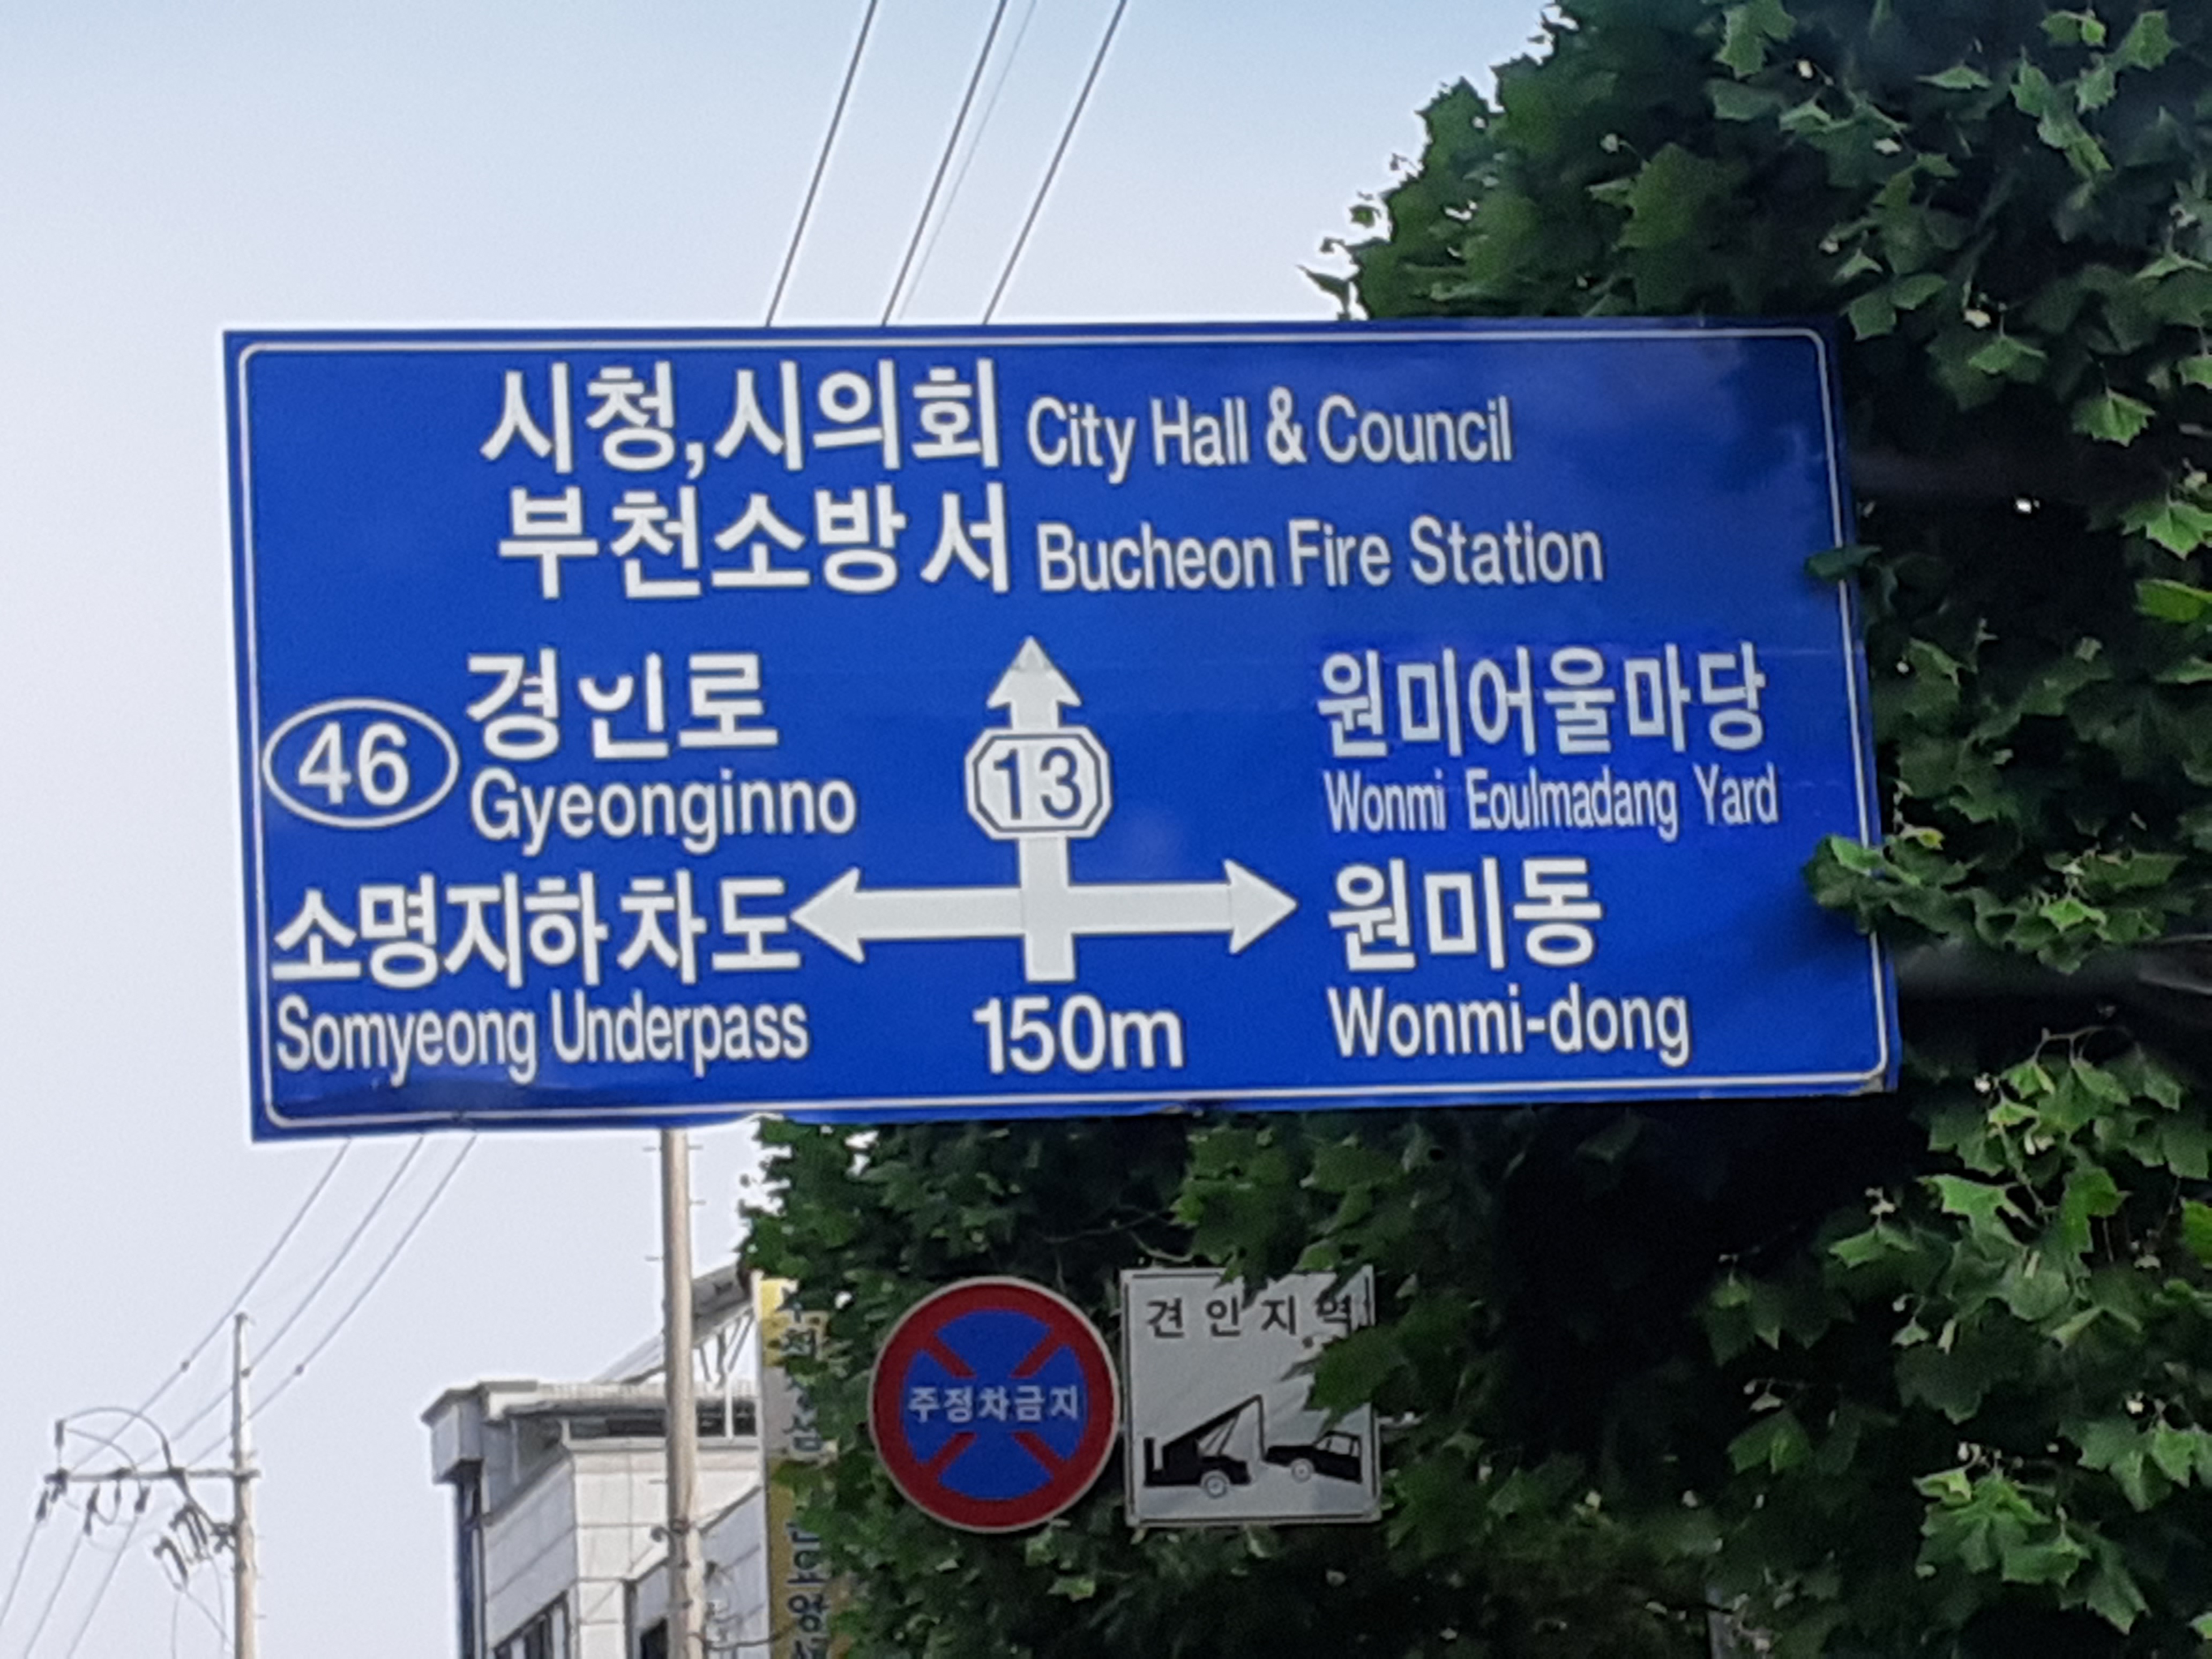 시청,시의회 City Hall & Council
부천소방서 Bucheon Fire Station
46 경인로
Gyeonginno
소명지하차도
Somyeong Underpass
13
150m
원미어울마당
Wonmi Eoulmadang Yard
원미동
Wonmi-dong
주정차금지
견인지역